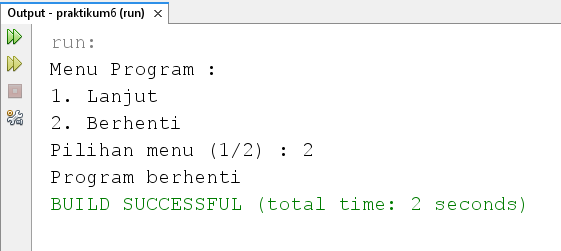 Output - praktikum6 (run) ×
run:
Menu Program :
1. Lanjut
2. Berhenti
Pilihan menu (1/2) : 2
Program berhenti
BUILD SUCCESSFUL (total time: 2 seconds)